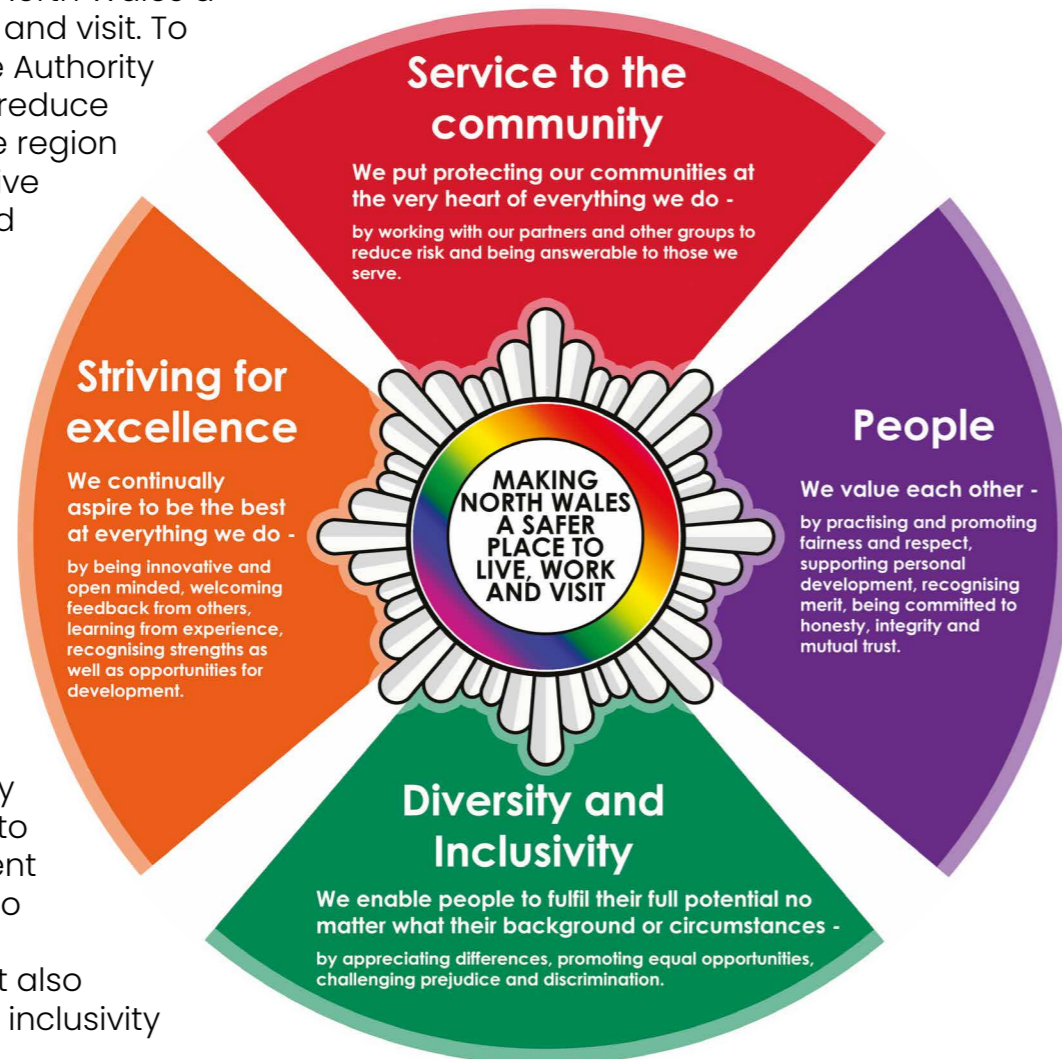 North Wales a
and visit. To
Authority
reduce
region
Service to the
community
We put protecting our communities at
the very heart of everything we do -
by working with our partners and other groups to
reduce risk and being answerable to those we
serve.
Striving for
excellence
We continually
aspire to be the best
at everything we do -
by being innovative and
open minded, welcoming
feedback from others,
learning from experience,
recognising strengths as
well as opportunities for
development.
MAKING
NORTH WALES
A SAFER
PLACE TO
LIVE, WORK
AND VISIT
People
We value each other -
by practising and promoting
fairness and respect,
supporting personal
development, recognising
merit, being committed to
honesty, integrity and
mutual trust.
Diversity and
Inclusivity
We enable people to fulfil their full potential no
matter what their background or circumstances -
by appreciating differences, promoting equal opportunities,
challenging prejudice and discrimination.
to
also
inclusivity